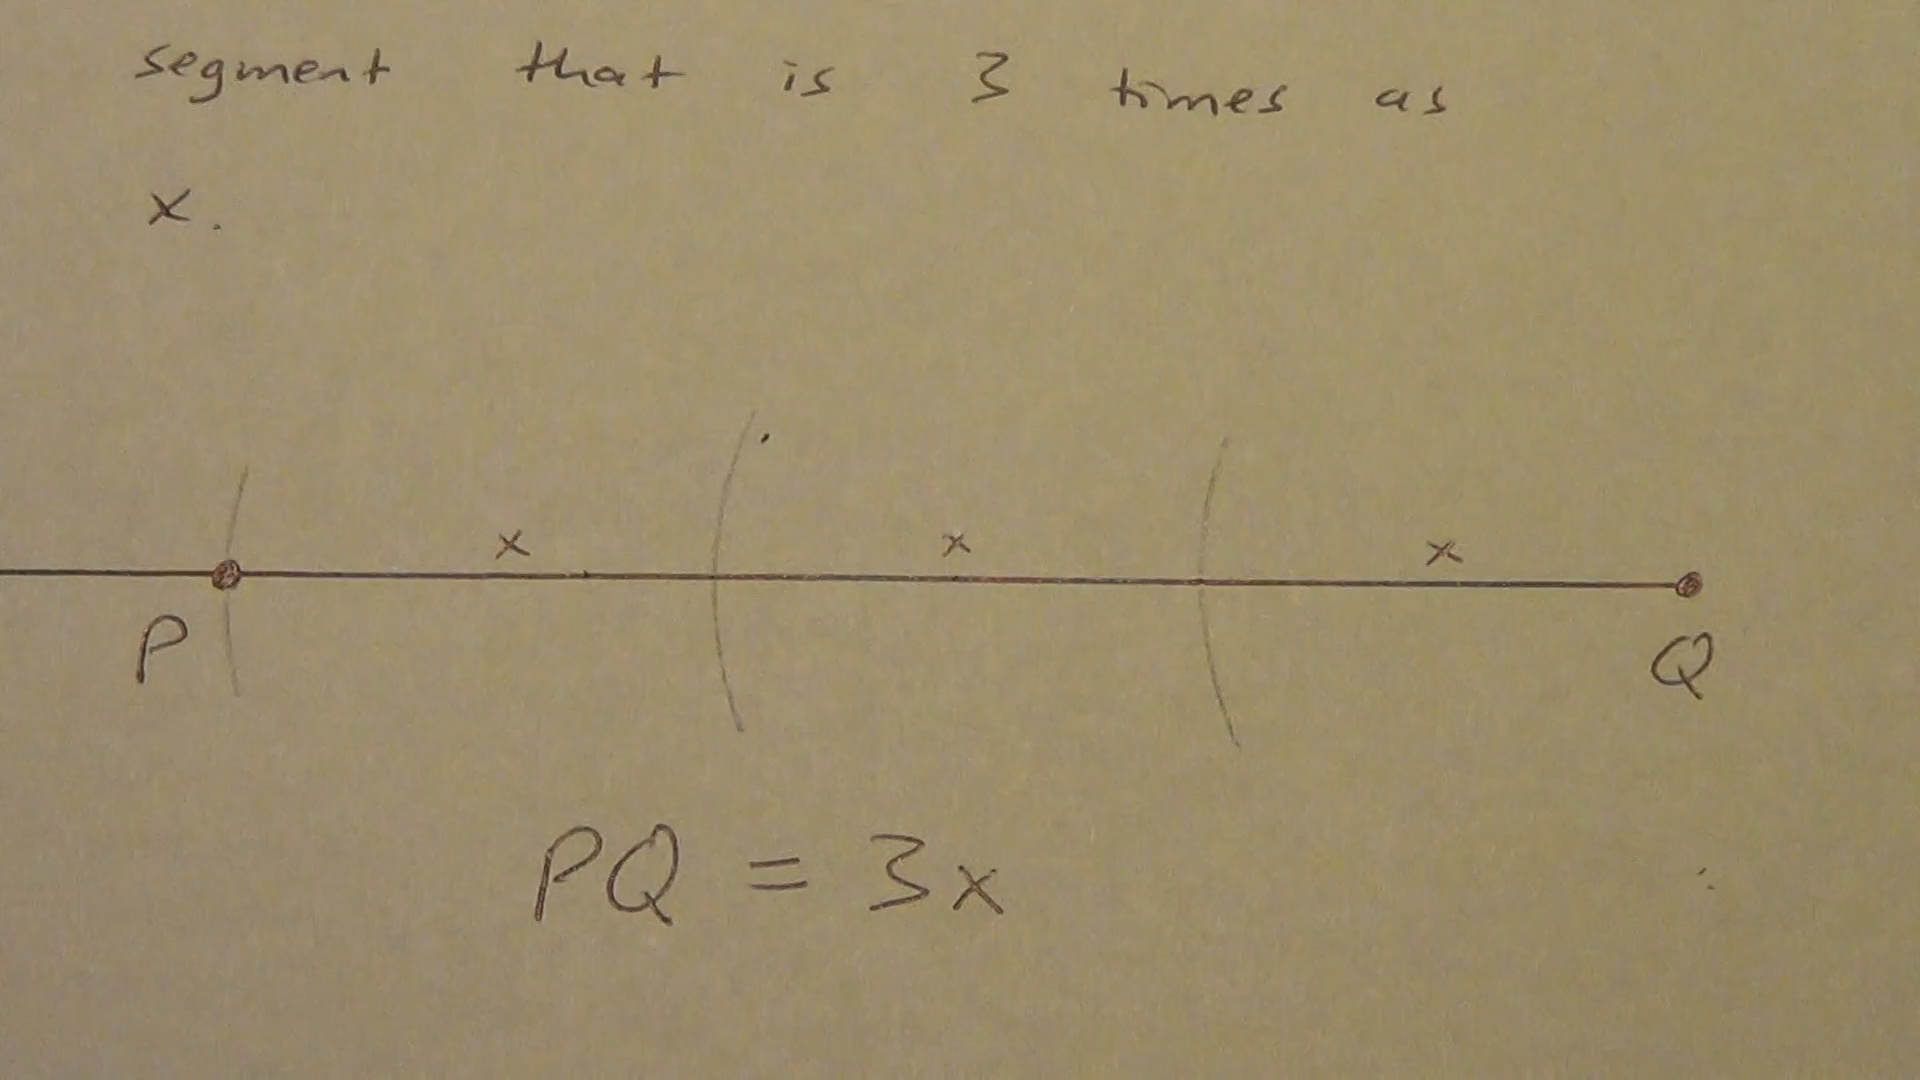 segment that is 3 times as
x.
x x x
P Q
PQ = 3x